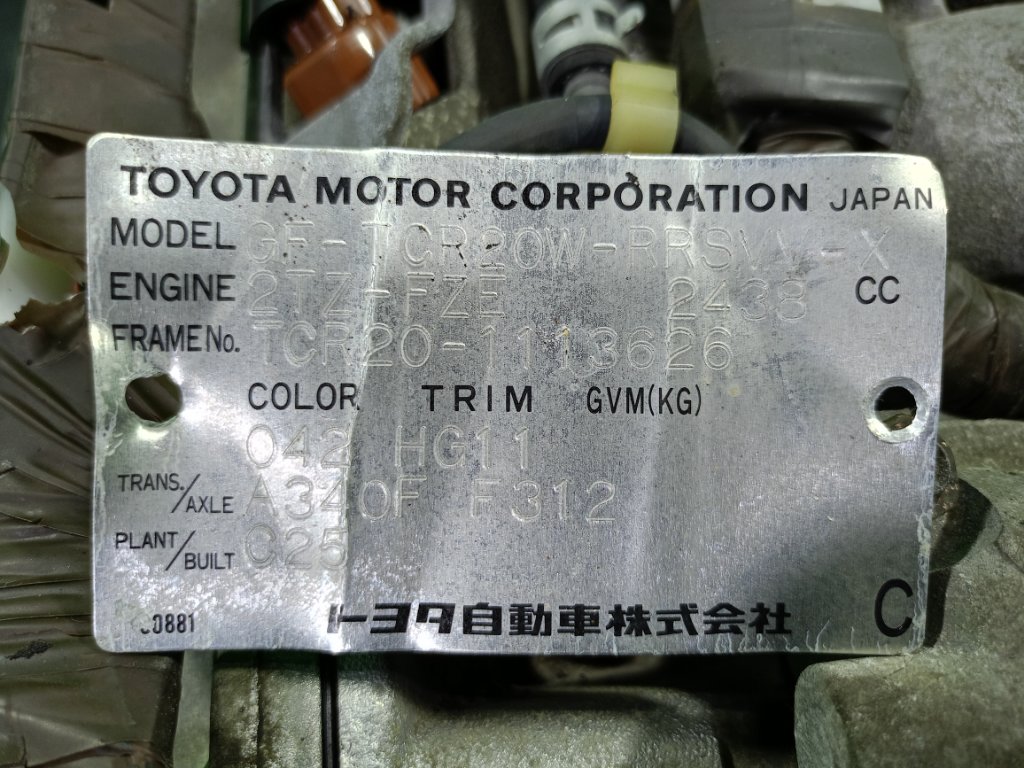 TOYOTA MOTOR CORPORATION JAPAN
MODEL GF-TCR20W-RRSVV-X
ENGINE 2TZ-FZE 2438 CC
FRAME No. TCR20-1113626
COLOR TRIM GVM(KG)
042 HG11
TRANS./AXLE A340F F312
PLANT/BUILT C25
トヨタ自動車株式会社 C